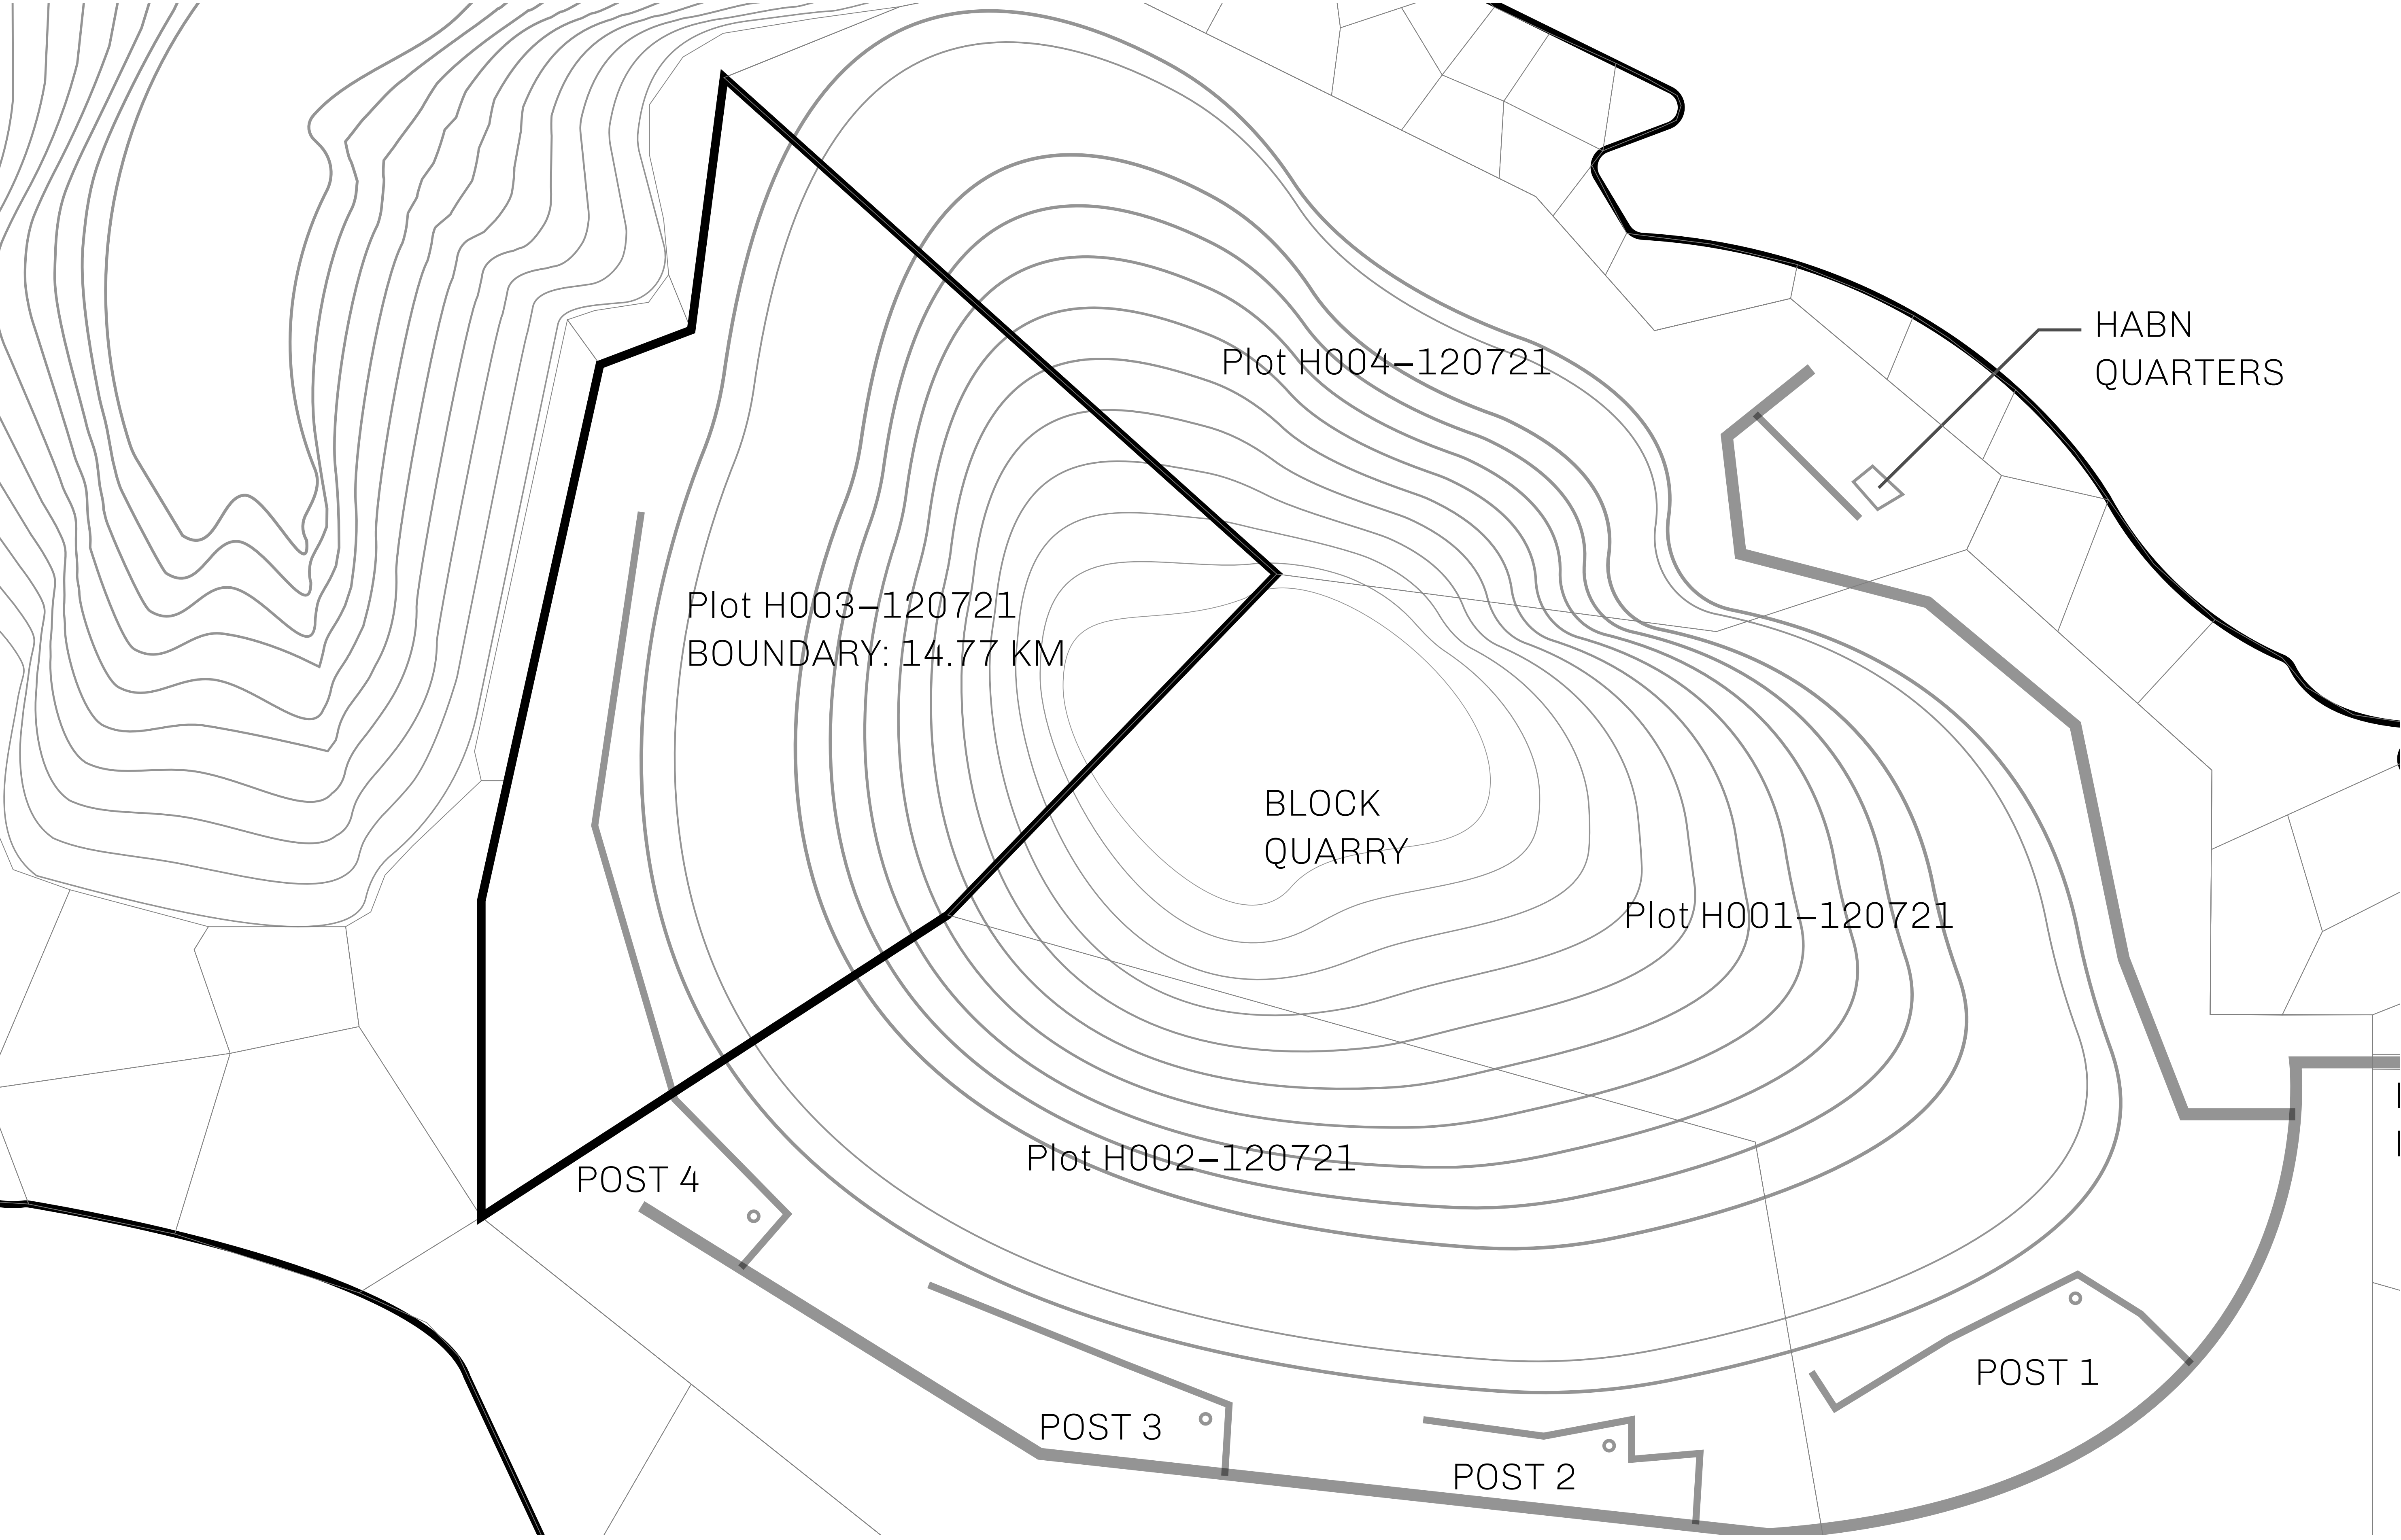 HABN
QUARTERS
Plot H004–120721
Plot H003–120721
BOUNDARY: 14.77 KM
BLOCK
QUARRY
Plot H001–120721
Plot H002–120721
POST 4
POST 1
POST 3
POST 2